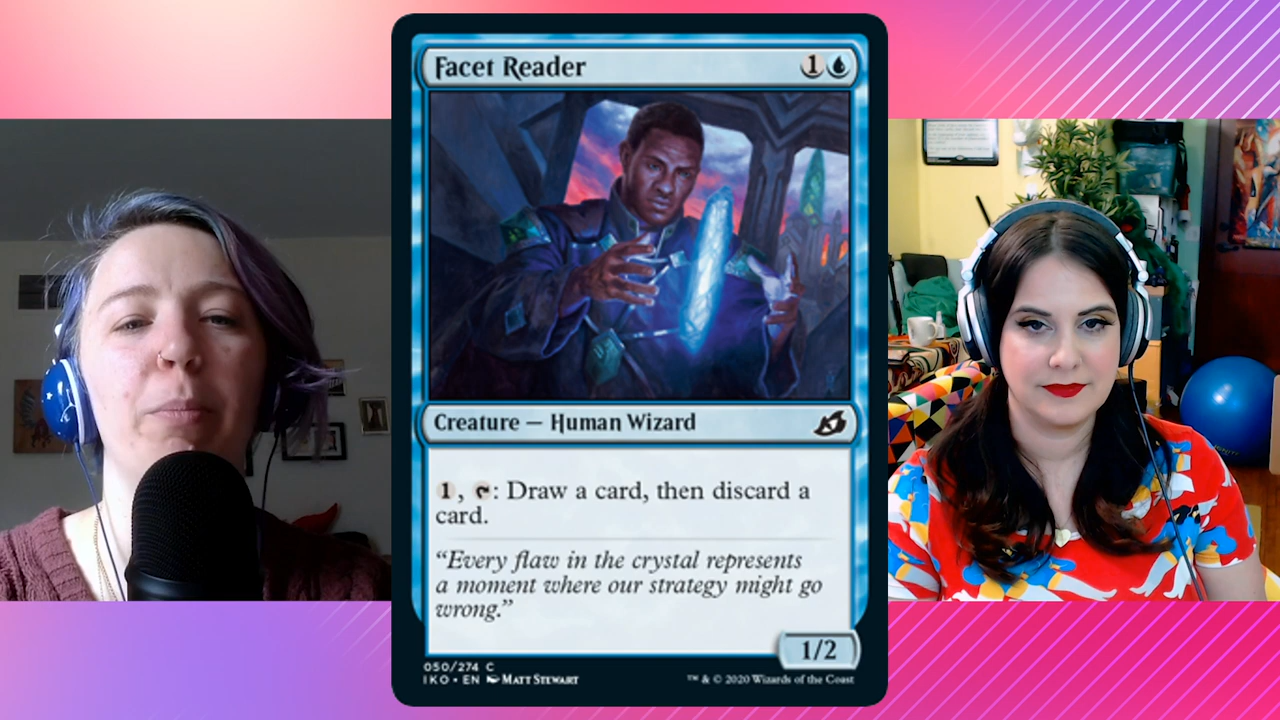 Facet Reader 1
Creature — Human Wizard
1, : Draw a card, then discard a
card.
“Every flaw in the crystal represents
a moment where our strategy might go
wrong.”
1/2
050/274 C
IKO • EN MATT STEWART
™ & © 2020 Wizards of the Coast